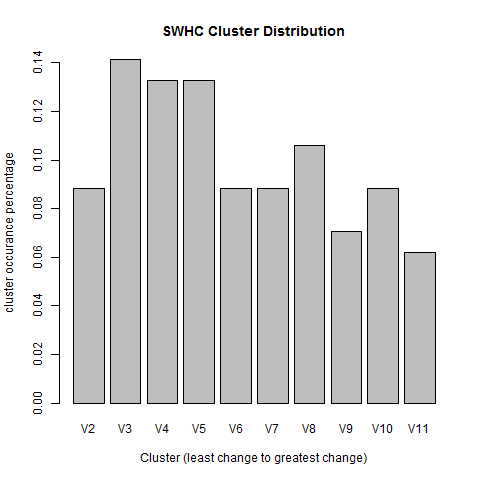 SWHC Cluster Distribution
cluster occurance percentage
0.14
0.12
0.10
0.08
0.06
0.04
0.02
0.00
V2 V3 V4 V5 V6 V7 V8 V9 V10 V11
Cluster (least change to greatest change)